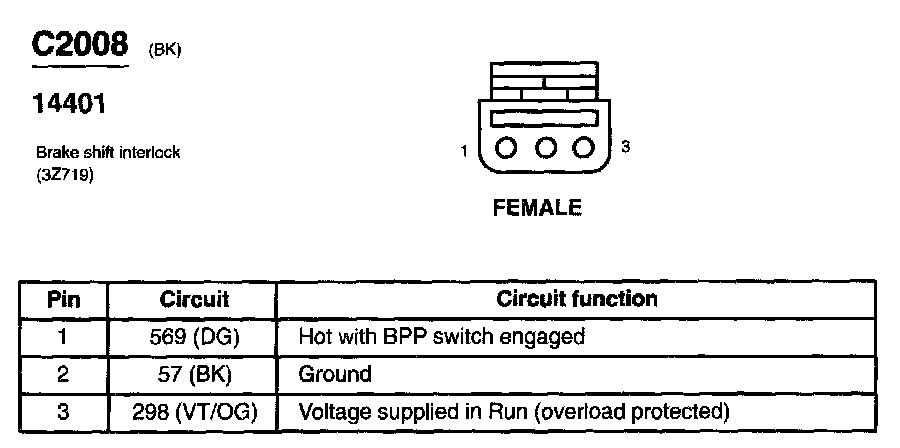 C2008 (BK)
14401
Brake shift interlock
(3Z719)
1 3
FEMALE
Pin Circuit Circuit function
1 569 (DG) Hot with BPP switch engaged
2 57 (BK) Ground
3 298 (VT/OG) Voltage supplied in Run (overload protected)